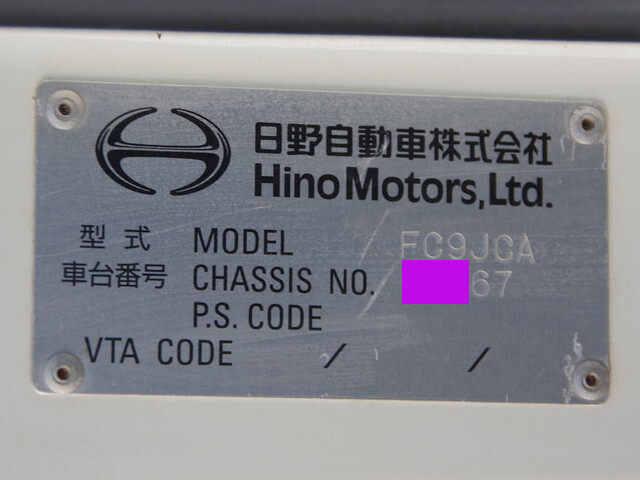 日野自動車株式会社
Hino Motors, Ltd.
型式 MODEL FC9JCA
車台番号 CHASSIS NO. 67
P.S. CODE
VTA CODE / /